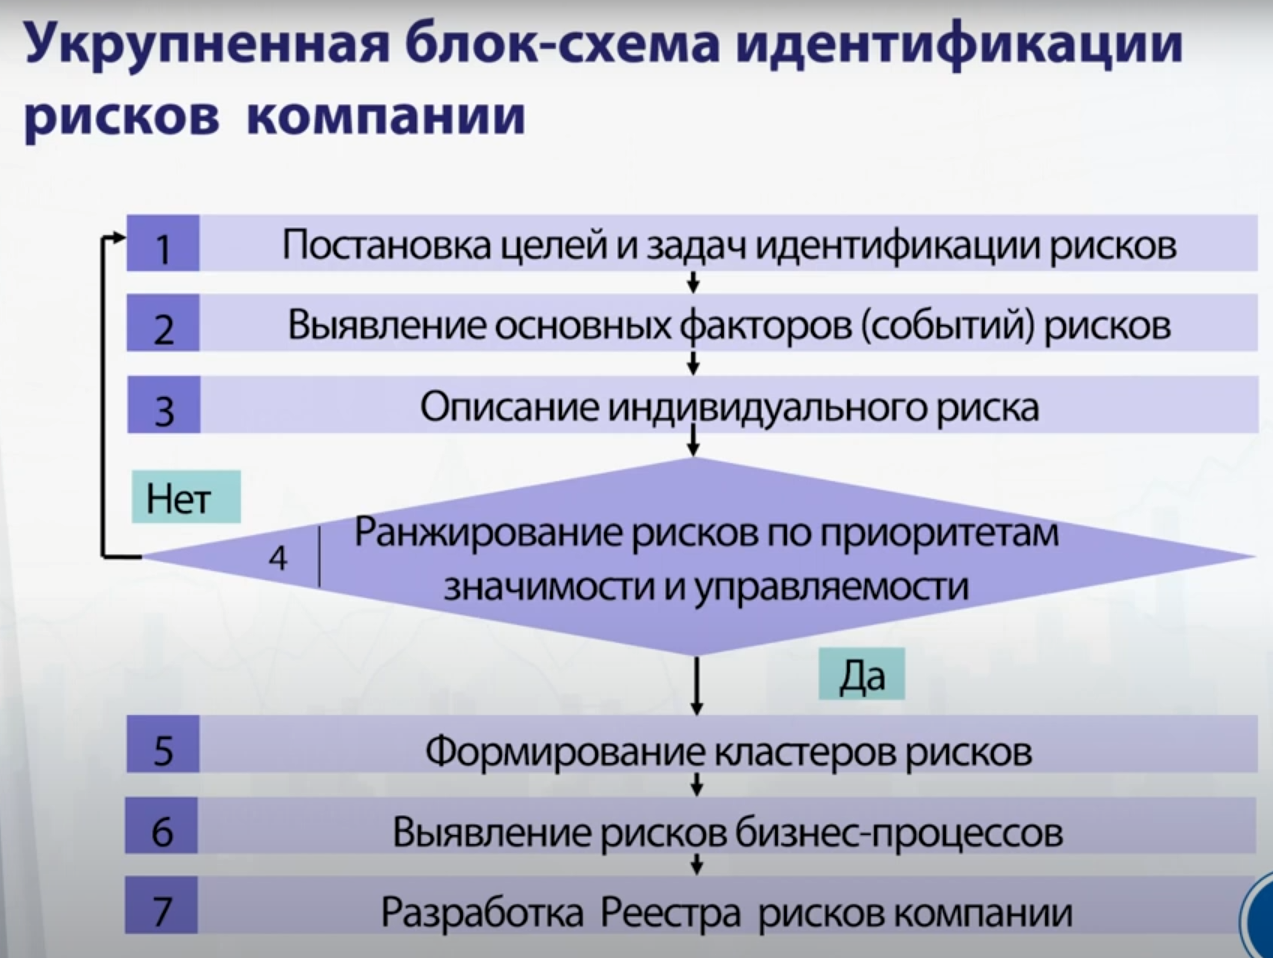 Укрупненная блок-схема идентификации
рисков компании
1 Постановка целей и задач идентификации рисков
2 Выявление основных факторов (событий) рисков
3 Описание индивидуального риска
Нет
4 Ранжирование рисков по приоритетам
значимости и управляемости
Да
5 Формирование кластеров рисков
6 Выявление рисков бизнес-процессов
7 Разработка Реестра рисков компании